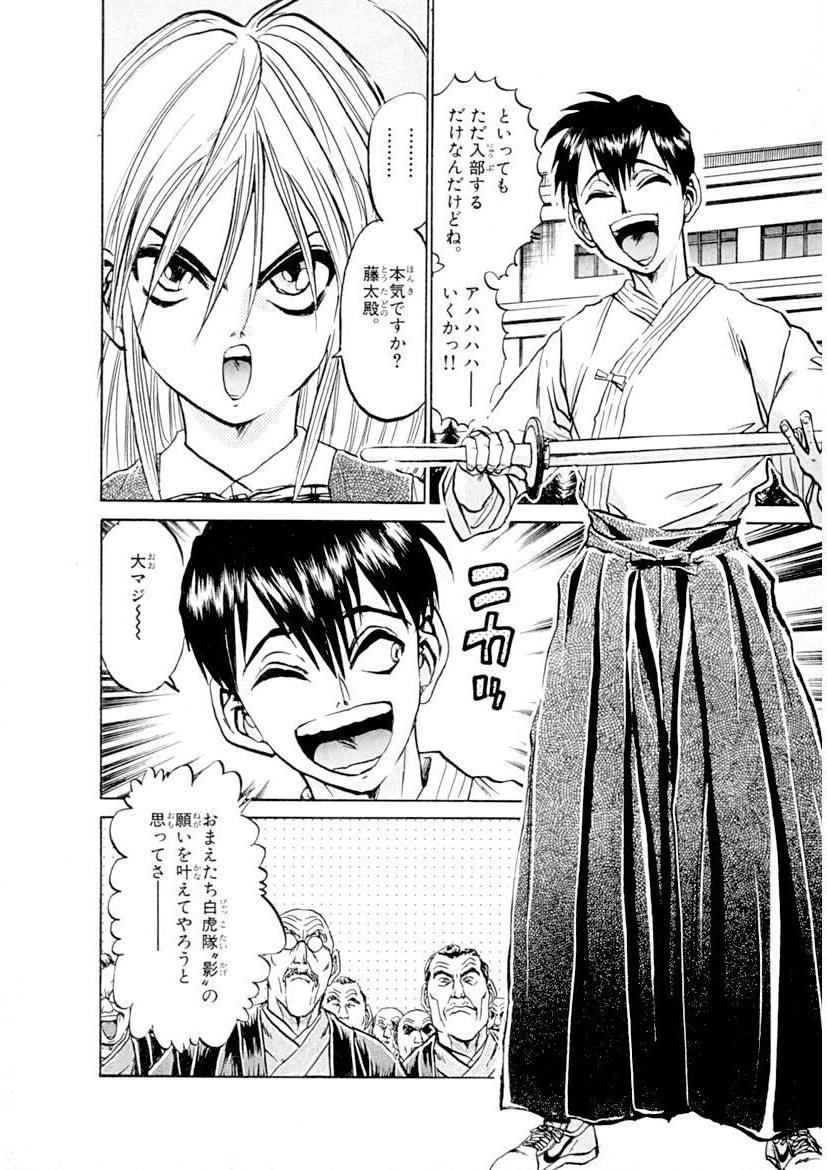 といっても
ただ入部する
だけなんだけどね。
アハハハハ──
いくかっ!!
………
………
本気ですか?
藤太殿。
ニカッ
大マジ〜〜
おまえたち白虎隊〝影〟の
願いを叶えてやろうと
思ってさ──